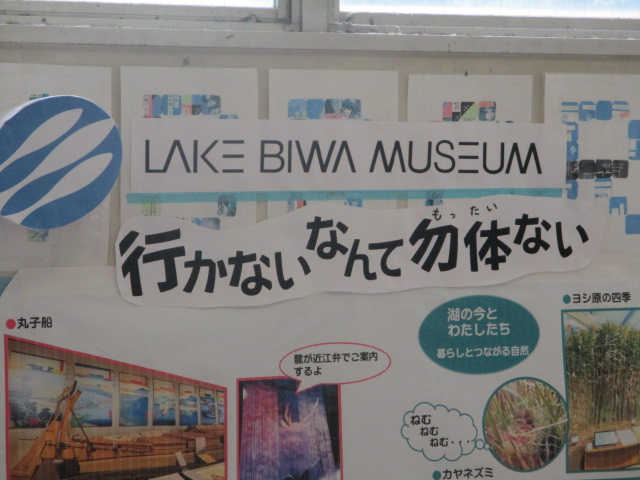 LAKE BIWA MUSEUM
もったい
行かないなんて勿体ない
丸子船
龍が近江弁でご案内
するよ
湖の今と
わたしたち
暮らしとつながる自然
ヨシ原の四季
ねむ
ねむ
ねむ・・・
カヤネズミ